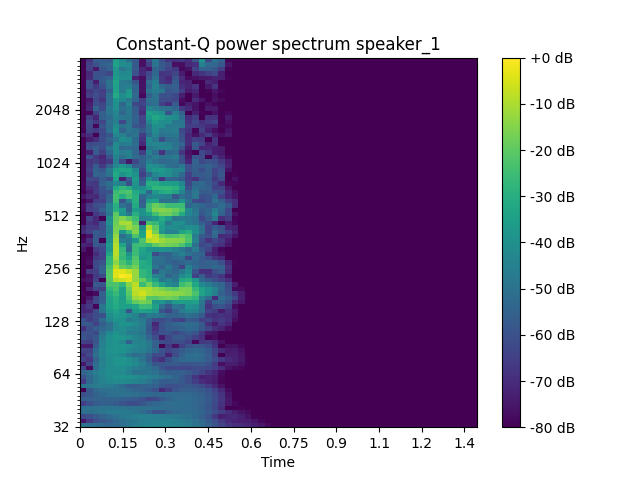 Constant-Q power spectrum speaker_1
+0 dB
-10 dB
-20 dB
-30 dB
-40 dB
-50 dB
-60 dB
-70 dB
-80 dB
Hz
2048
1024
512
256
128
64
32
0 0.15 0.3 0.45 0.6 0.75 0.9 1.1 1.2 1.4
Time